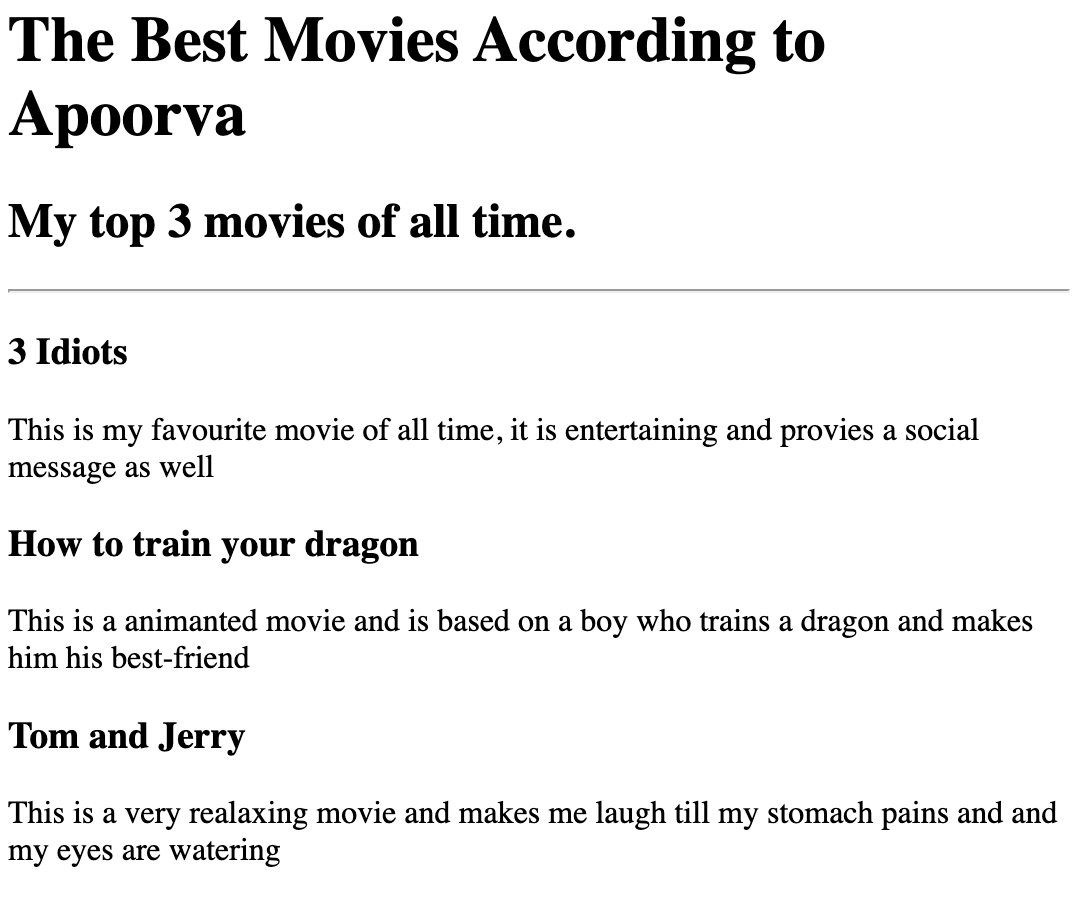 The Best Movies According to
Apoorva
My top 3 movies of all time.
3 Idiots
This is my favourite movie of all time, it is entertaining and provies a social
message as well
How to train your dragon
This is a animanted movie and is based on a boy who trains a dragon and makes
him his best-friend
Tom and Jerry
This is a very realaxing movie and makes me laugh till my stomach pains and and
my eyes are watering